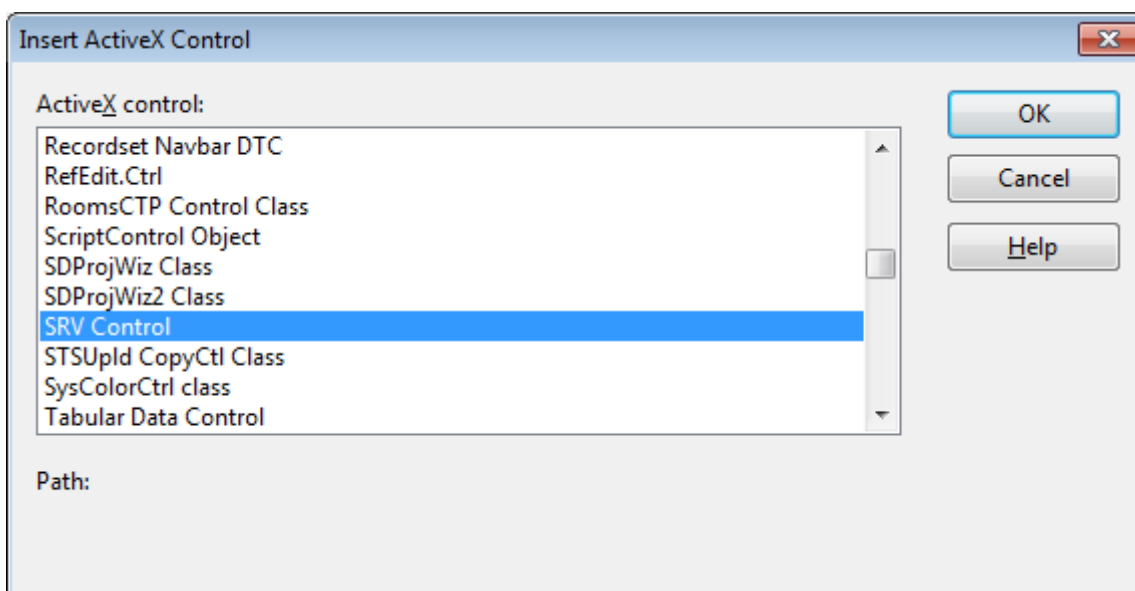 Insert ActiveX Control
ActiveX control:
Recordset Navbar DTC
RefEdit.Ctrl
RoomsCTP Control Class
ScriptControl Object
SDProjWiz Class
SDProjWiz2 Class
SRV Control
STSUpld CopyCtl Class
SysColorCtrl class
Tabular Data Control
OK
Cancel
Help
Path: